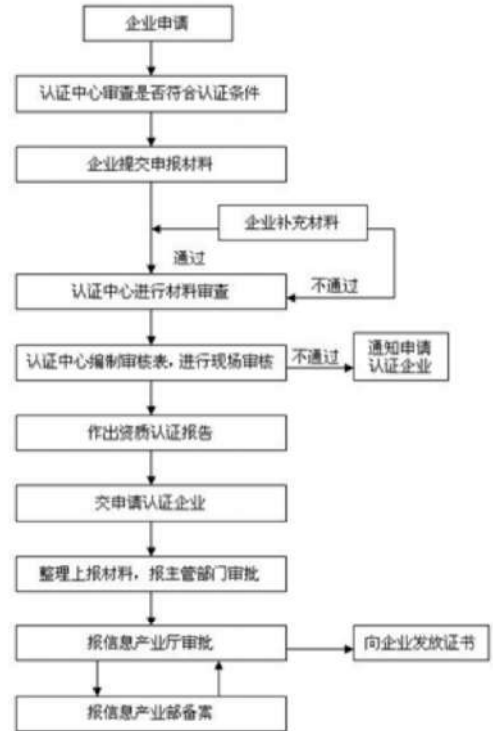 企业申请
认证中心审查是否符合认证条件
企业提交申报材料
企业补充材料
通过
不通过
认证中心进行材料审查
认证中心编制审核表，进行现场审核
不通过
通知申请
认证企业
作出资质认证报告
交申请认证企业
整理上报材料，报主管部门审批
报信息产业厅审批
向企业发放证书
报信息产业部备案